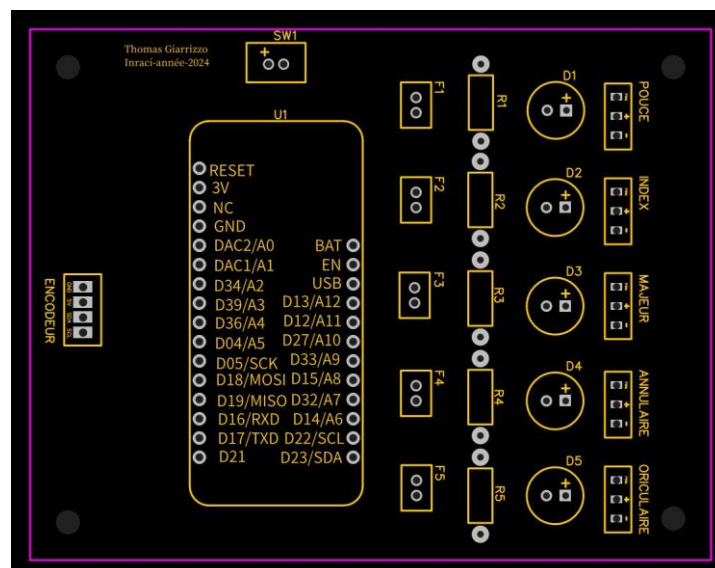 Thomas Giarrizzo
Inraci-année-2024
SW1
+
U1
RESET
3V
NC
GND
DAC2/A0
DAC1/A1
D34/A2
D39/A3
D36/A4
D04/A5
D05/SCK
D18/MOSI
D19/MISO
D16/RXD
D17/TXD
D21
BAT
EN
USB
D13/A12
D12/A11
D27/A10
D33/A9
D15/A8
D32/A7
D14/A6
D22/SCL
D23/SDA
ENCODEUR
GND
5V
SDA
SCL
F1
F2
F3
F4
F5
R1
R2
R3
R4
R5
D1
+
D2
+
D3
+
D4
+
D5
+
POUCE
+
-
INDEX
+
-
MAJEUR
+
-
ANNULAIRE
+
-
ORICULAIRE
+
-